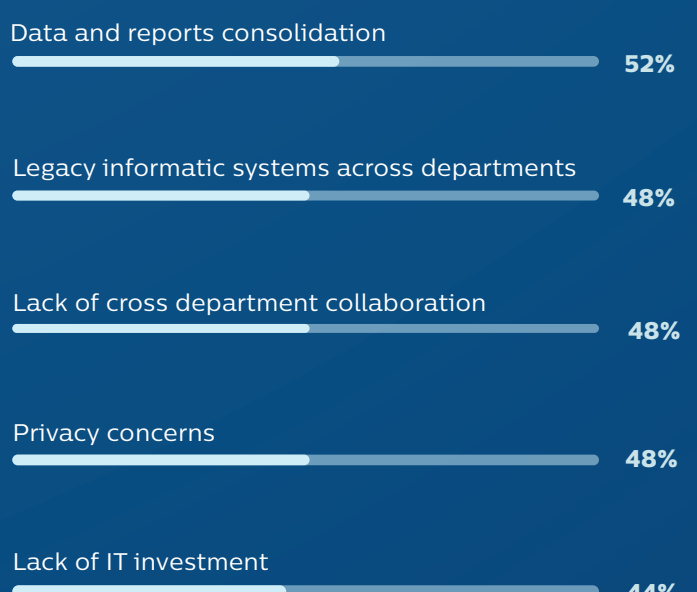 Data and reports consolidation
52%
Legacy informatic systems across departments
48%
Lack of cross department collaboration
48%
Privacy concerns
48%
Lack of IT investment
44%